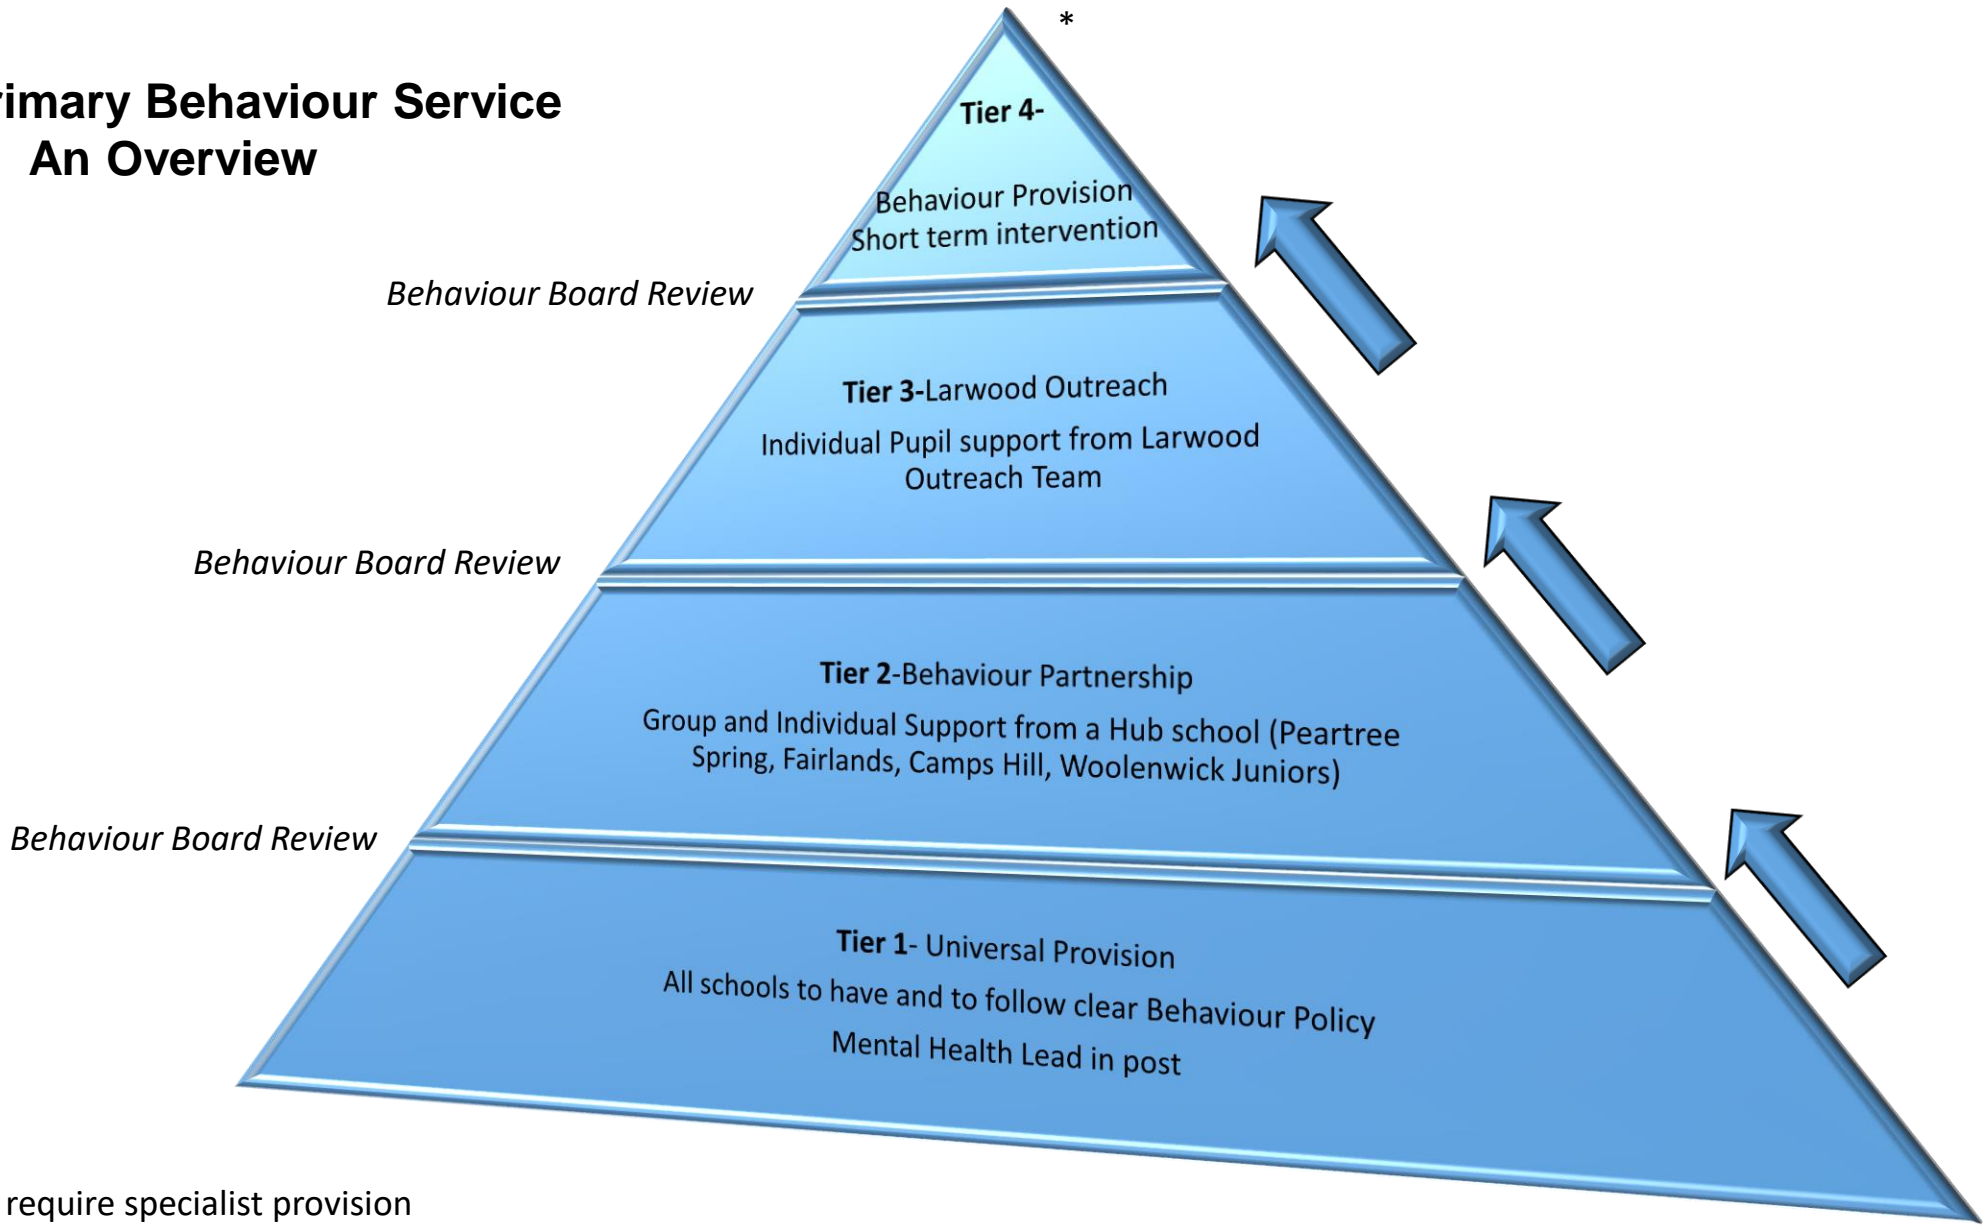 *
rimary Behaviour Service
An Overview
Tier 4-
Behaviour Provision
Short term intervention
Behaviour Board Review
Tier 3-Larwood Outreach
Individual Pupil support from Larwood
Outreach Team
Behaviour Board Review
Tier 2-Behaviour Partnership
Group and Individual Support from a Hub school (Peartree
Spring, Fairlands, Camps Hill, Woolenwick Juniors)
Behaviour Board Review
Tier 1- Universal Provision
All schools to have and to follow clear Behaviour Policy
Mental Health Lead in post
require specialist provision